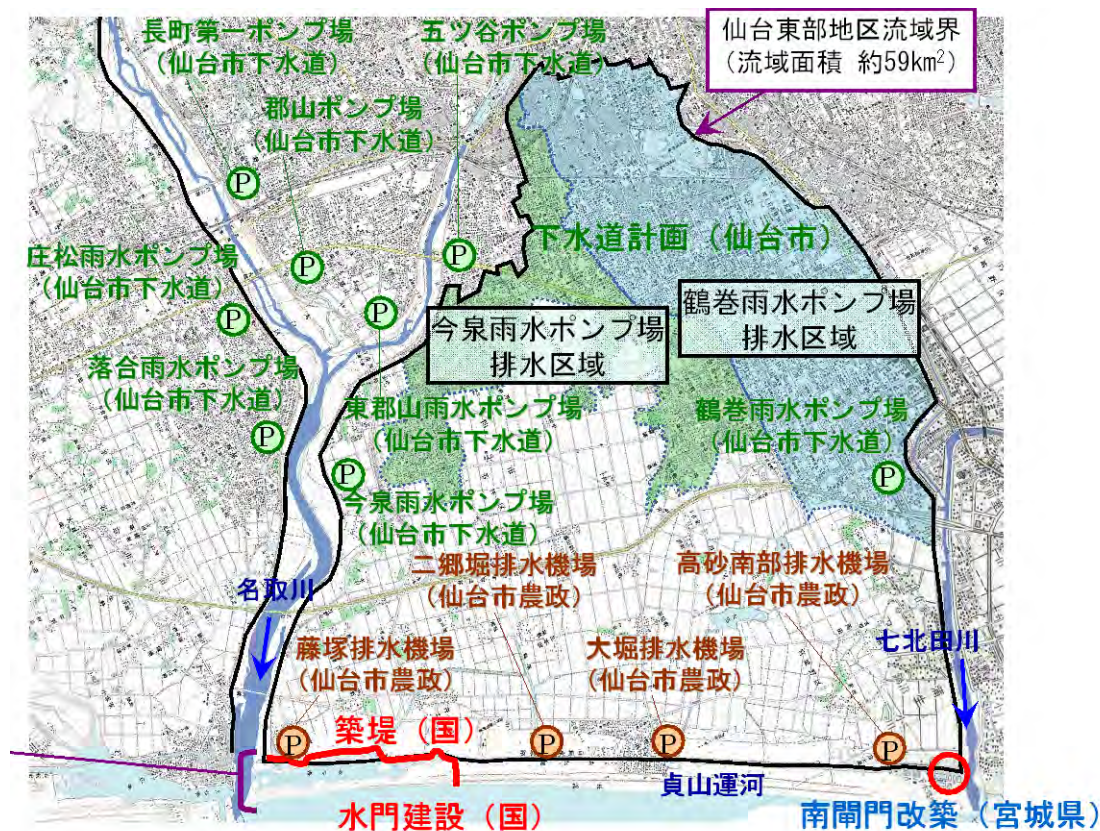 長町第一ポンプ場
(仙台市下水道)
五ツ谷ポンプ場
(仙台市下水道)
仙台東部地区流域界
(流域面積 約59km²)
郡山ポンプ場
(仙台市下水道)
P
P
P
下水道計画(仙台市)
庄松雨水ポンプ場
(仙台市下水道)
P
P
今泉雨水ポンプ場
排水区域
鶴巻雨水ポンプ場
排水区域
落合雨水ポンプ場
(仙台市下水道)
P
東郡山雨水ポンプ場
(仙台市下水道)
鶴巻雨水ポンプ場
(仙台市下水道)
P
P
今泉雨水ポンプ場
(仙台市下水道)
二郷堀排水機場
(仙台市農政)
高砂南部排水機場
(仙台市農政)
名取川
藤塚排水機場
(仙台市農政)
大堀排水機場
(仙台市農政)
七北田川
築堤(国)
P
P
P
P
貞山運河
水門建設(国)
南閘門改築(宮城県)